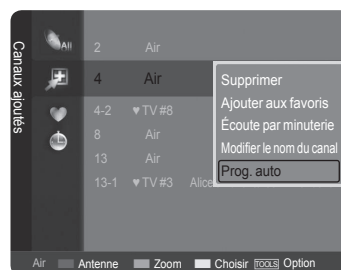 Canaux ajoutés
All
2 Air
4 Air
4-2 ♥ TV #8
8 Air
13 Air
13-1 ♥ TV #3 Alice
Supprimer
Ajouter aux favoris
Écoute par minuterie
Modifier le nom du canal
Prog. auto
Air Antenne Zoom Choisir TOOLS Option